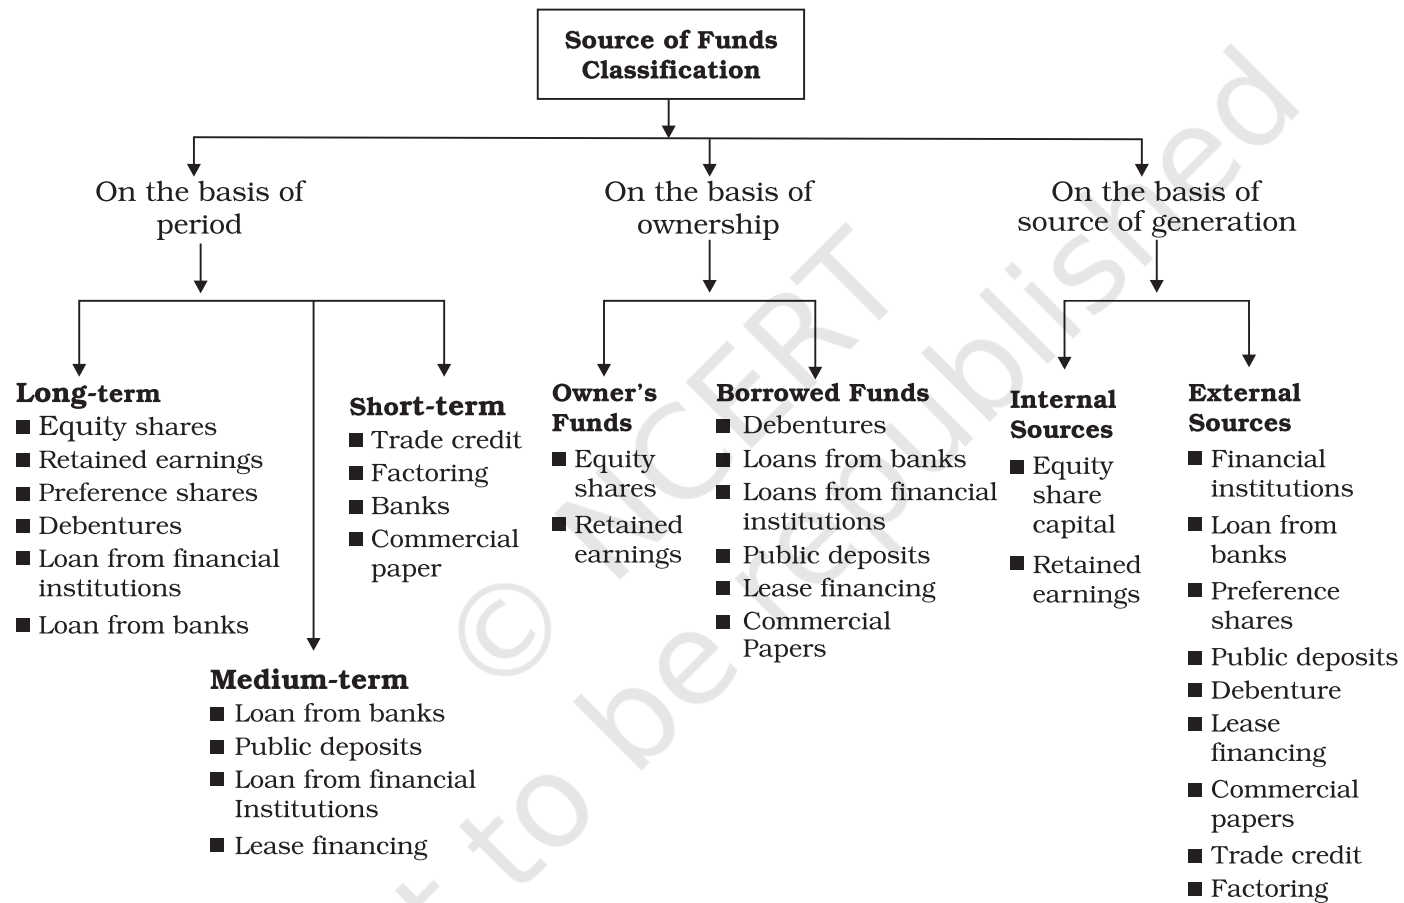 Source of Funds
Classification
On the basis of
period
On the basis of
ownership
On the basis of
source of generation
Long-term
■ Equity shares
■ Retained earnings
■ Preference shares
■ Debentures
■ Loan from financial
institutions
■ Loan from banks
Medium-term
■ Loan from banks
■ Public deposits
■ Loan from financial
Institutions
■ Lease financing
Short-term
■ Trade credit
■ Factoring
■ Banks
■ Commercial
paper
Owner's
Funds
■ Equity
shares
■ Retained
earnings
Borrowed Funds
■ Debentures
■ Loans from banks
■ Loans from financial
institutions
■ Public deposits
■ Lease financing
■ Commercial
Papers
Internal
Sources
■ Equity
share
capital
■ Retained
earnings
External
Sources
■ Financial
institutions
■ Loan from
banks
■ Preference
shares
■ Public deposits
■ Debenture
■ Lease
financing
■ Commercial
papers
■ Trade credit
■ Factoring
© NCERT
to be republished